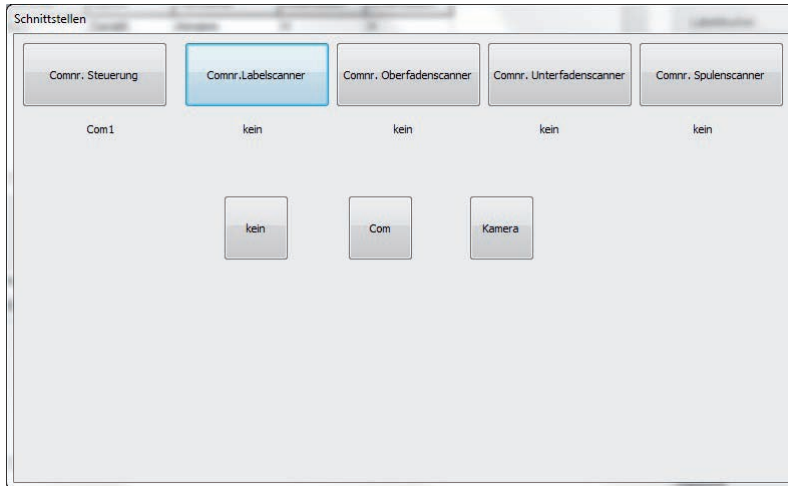 Schnittstellen
Comnr. Steuerung Comnr.Labelscanner Comnr. Oberfadenscanner Comnr. Unterfadenscanner Comnr. Spulenscanner
Com1 kein kein kein kein
kein Com Kamera